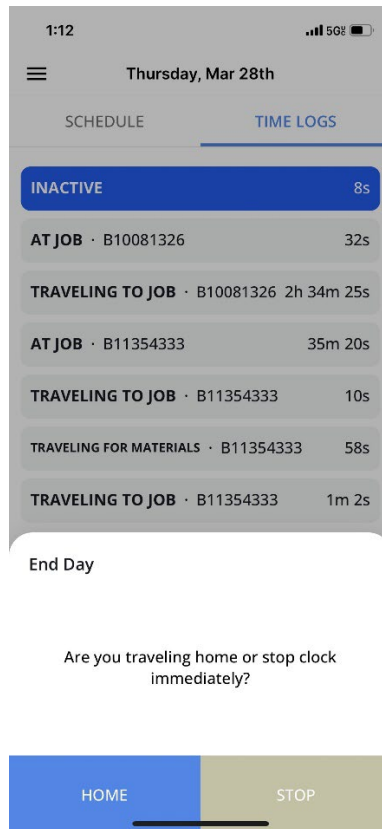 1:12 5G
Thursday, Mar 28th
SCHEDULE TIME LOGS
INACTIVE 8s
AT JOB · B10081326 32s
TRAVELING TO JOB · B10081326 2h 34m 25s
AT JOB · B11354333 35m 20s
TRAVELING TO JOB · B11354333 10s
TRAVELING FOR MATERIALS · B11354333 58s
TRAVELING TO JOB · B11354333 1m 2s
End Day
Are you traveling home or stop clock
immediately?
HOME STOP